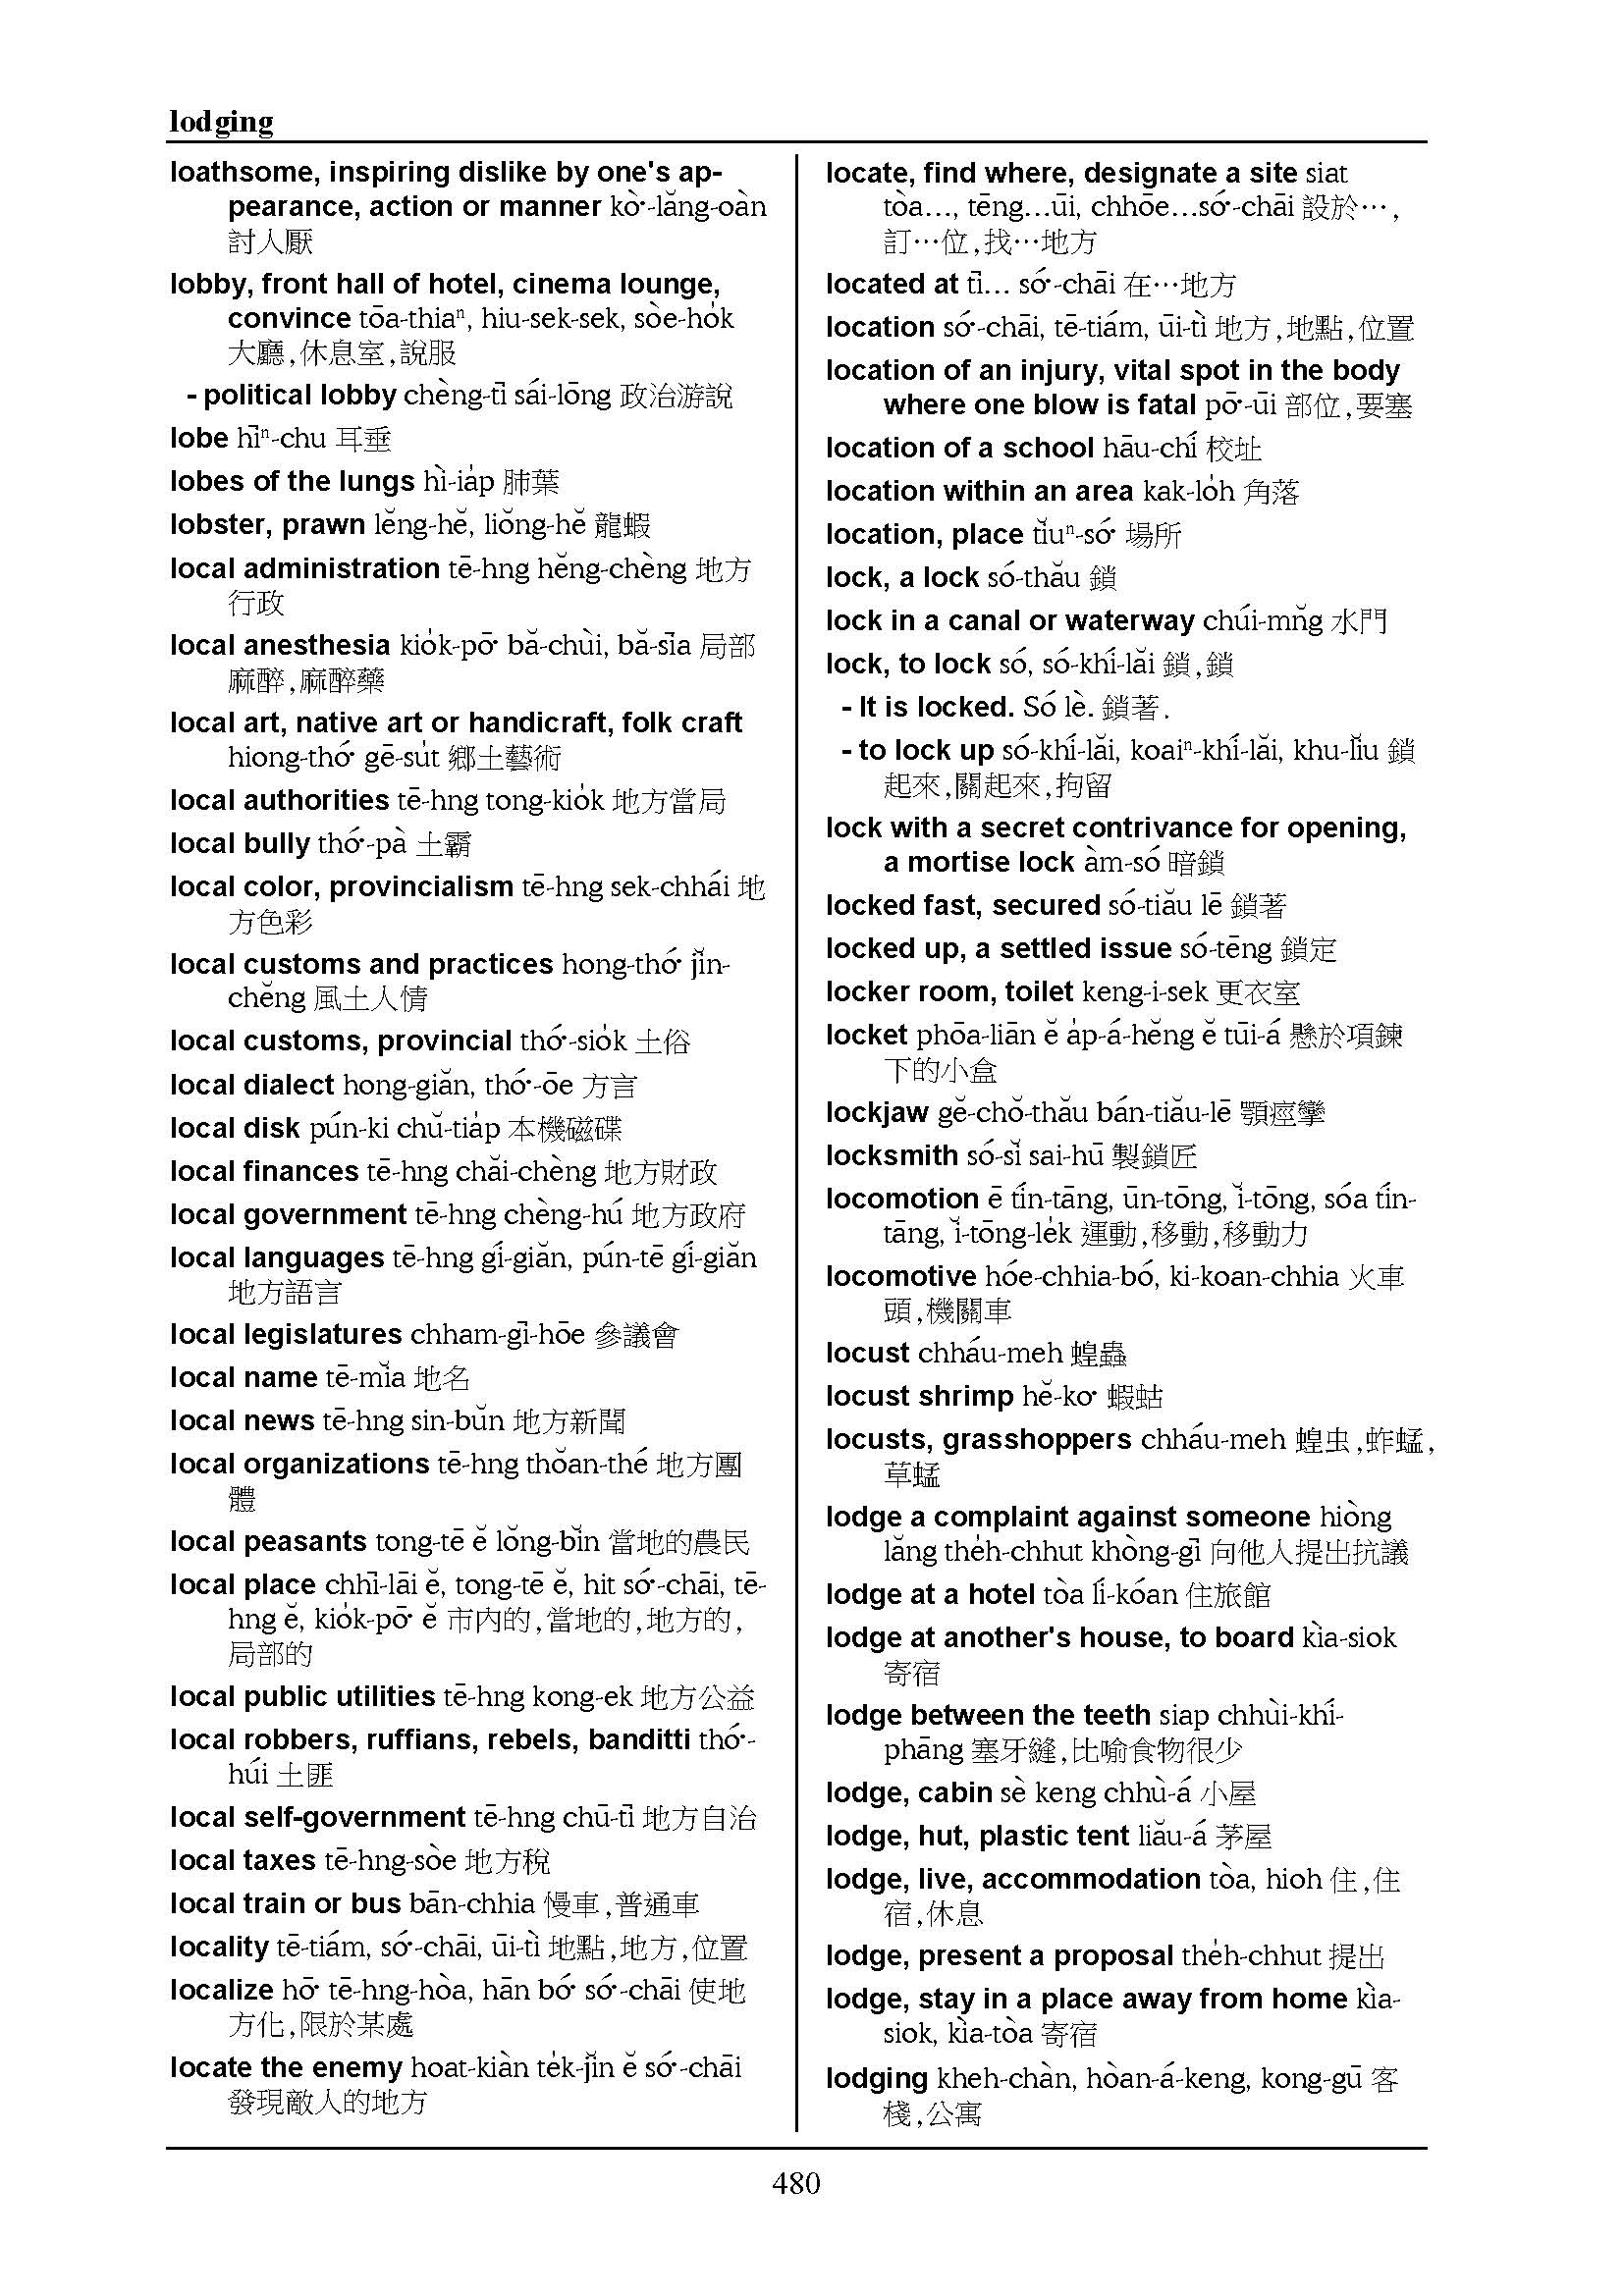 lodging
loathsome, inspiring dislike by one's ap-
pearance, action or manner kò͘-lăng-oàn
討人厭
lobby, front hall of hotel, cinema lounge,
convince tōa-thiaⁿ, hiu-sek-sek, sòe-ho̍k
大廳,休息室,說服
- political lobby chèng-tī sái-lōng 政治游說
lobe hīⁿ-chu 耳垂
lobes of the lungs hì-ia̍p 肺葉
lobster, prawn lĕng-hĕ, liŏng-hĕ 龍蝦
local administration tē-hng hĕng-chèng 地方
行政
local anesthesia kio̍k-pō͘ bă-chùi, bă-sīa 局部
麻醉,麻醉藥
local art, native art or handicraft, folk craft
hiong-thó͘ gē-su̍t 鄉土藝術
local authorities tē-hng tong-kio̍k 地方當局
local bully thó͘-pà 土霸
local color, provincialism tē-hng sek-chhái 地
方色彩
local customs and practices hong-thó͘ jĭn-
chĕng 風土人情
local customs, provincial thó͘-sio̍k 土俗
local dialect hong-giăn, thó͘-ōe 方言
local disk pún-ki chŭ-tia̍p 本機磁碟
local finances tē-hng chăi-chèng 地方財政
local government tē-hng chèng-hú 地方政府
local languages tē-hng gí-giăn, pún-tē gí-giăn
地方語言
local legislatures chham-gī-hōe 參議會
local name tē-mĭa 地名
local news tē-hng sin-bŭn 地方新聞
local organizations tē-hng thŏan-thé 地方團
體
local peasants tong-tē ĕ lŏng-bĭn 當地的農民
local place chhī-lāi ĕ, tong-tē ĕ, hit só͘-chāi, tē-
hng ĕ, kio̍k-pō͘ ĕ 市內的,當地的,地方的,
局部的
local public utilities tē-hng kong-ek 地方公益
local robbers, ruffians, rebels, banditti thó͘-
húi 土匪
local self-government tē-hng chū-tī 地方自治
local taxes tē-hng-sòe 地方稅
local train or bus bān-chhia 慢車,普通車
locality tē-tiám, só͘-chāi, ūi-tì 地點,地方,位置
localize hō͘ tē-hng-hòa, hān bó͘ só͘-chāi 使地
方化,限於某處
locate the enemy hoat-kiàn te̍k-jĭn ĕ só͘-chāi
發現敵人的地方
locate, find where, designate a site siat
tòa..., tēng...ūi, chhōe...só͘-chāi 設於⋯,
訂⋯位,找⋯地方
located at tī... só͘-chāi 在⋯地方
location só͘-chāi, tē-tiám, ūi-tì 地方,地點,位置
location of an injury, vital spot in the body
where one blow is fatal pō͘-ūi 部位,要塞
location of a school hāu-chí 校址
location within an area kak-lo̍h 角落
location, place tĭuⁿ-só͘ 場所
lock, a lock só-thău 鎖
lock in a canal or waterway chúi-mn̆g 水門
lock, to lock só, só-khí-lăi 鎖,鎖
- It is locked. Só lè. 鎖著.
- to lock up só-khí-lăi, koaiⁿ-khí-lăi, khu-lĭu 鎖
起來,關起來,拘留
lock with a secret contrivance for opening,
a mortise lock àm-só 暗鎖
locked fast, secured só-tiău lē 鎖著
locked up, a settled issue só-tēng 鎖定
locker room, toilet keng-i-sek 更衣室
locket phōa-liān ĕ a̍p-á-hĕng ĕ tūi-á 懸於項鍊
下的小盒
lockjaw gĕ-chŏ-thău bán-tiău-lē 顎痙攣
locksmith só-sĭ sai-hū 製鎖匠
locomotion ē tín-tāng, ūn-tōng, ĭ-tōng, sóa tín-
tāng, ĭ-tōng-le̍k 運動,移動,移動力
locomotive hóe-chhia-bó, ki-koan-chhia 火車
頭,機關車
locust chháu-meh 蝗蟲
locust shrimp hĕ-ko͘ 蝦蛄
locusts, grasshoppers chháu-meh 蝗虫,蚱蜢,
草蜢
lodge a complaint against someone hiòng
lăng the̍h-chhut khòng-gī 向他人提出抗議
lodge at a hotel tòa lí-kóan 住旅館
lodge at another's house, to board kìa-siok
寄宿
lodge between the teeth siap chhùi-khí-
phāng 塞牙縫,比喻食物很少
lodge, cabin sè keng chhù-á 小屋
lodge, hut, plastic tent liău-á 茅屋
lodge, live, accommodation tòa, hioh 住,住
宿,休息
lodge, present a proposal the̍h-chhut 提出
lodge, stay in a place away from home kìa-
siok, kìa-tòa 寄宿
lodging kheh-chàn, hòan-á-keng, kong-gū 客
棧,公寓
480